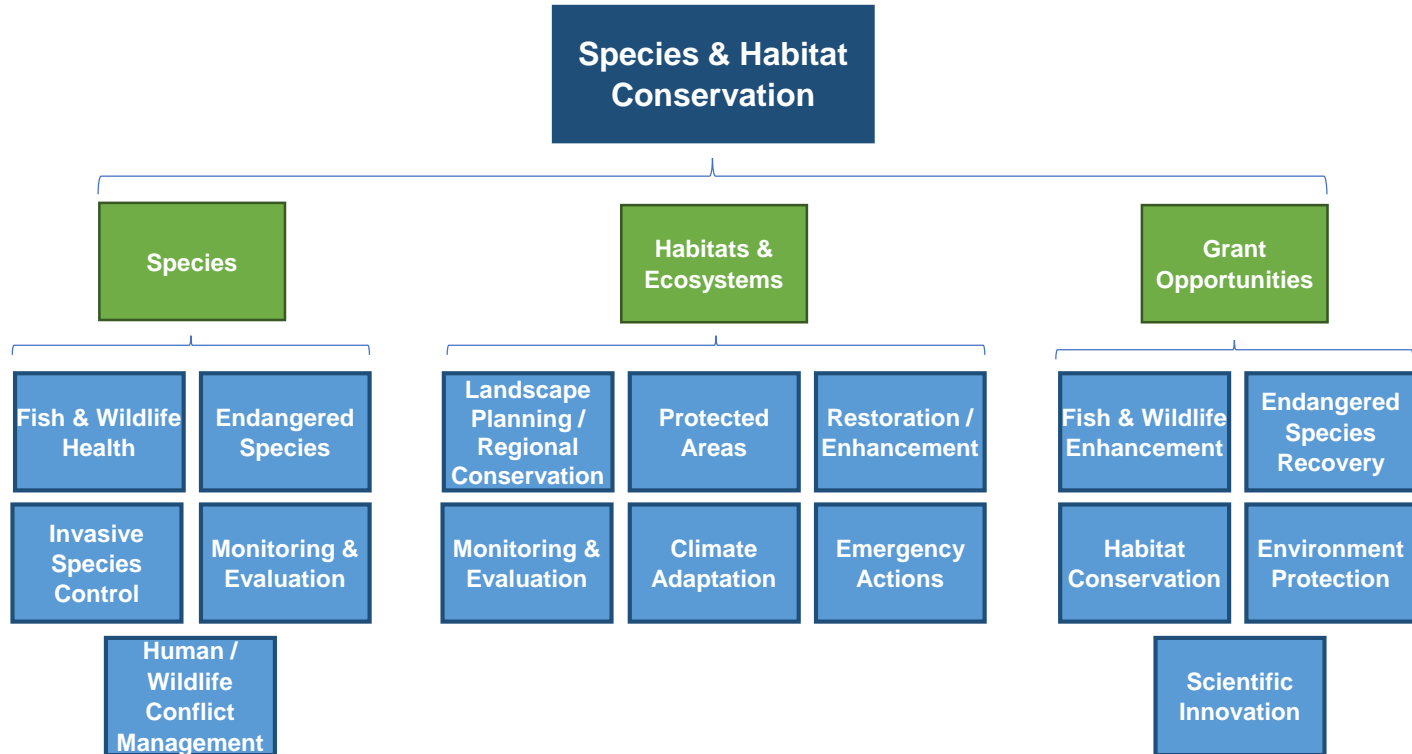 Species & Habitat
Conservation
Species
Habitats &
Ecosystems
Grant
Opportunities
Fish & Wildlife
Health
Endangered
Species
Landscape
Planning /
Regional
Conservation
Protected
Areas
Restoration /
Enhancement
Fish & Wildlife
Enhancement
Endangered
Species
Recovery
Invasive
Species
Control
Monitoring &
Evaluation
Monitoring &
Evaluation
Climate
Adaptation
Emergency
Actions
Habitat
Conservation
Environment
Protection
Human /
Wildlife
Conflict
Management
Scientific
Innovation